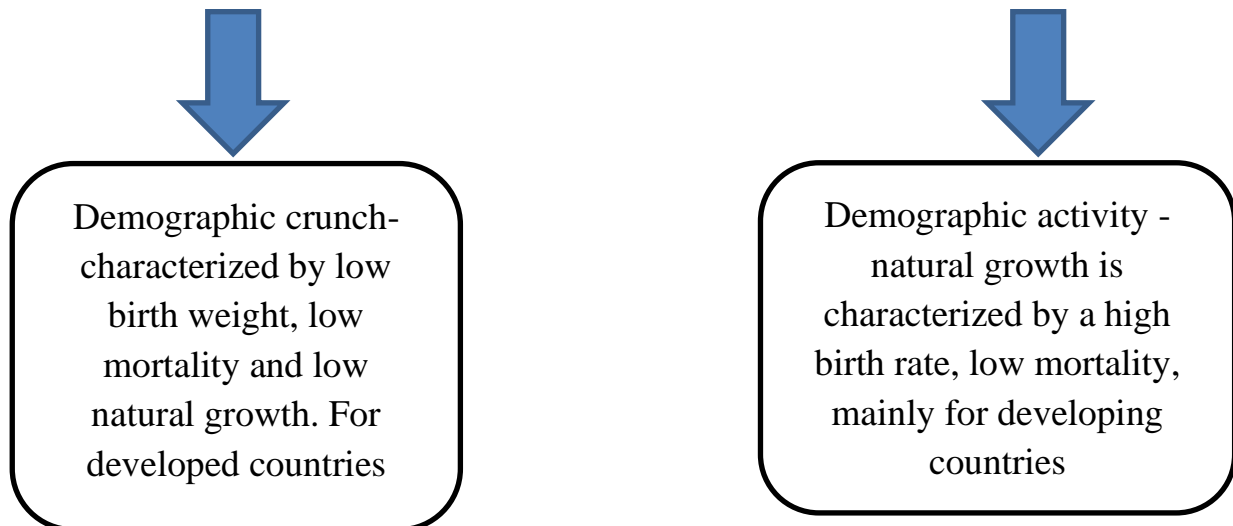 Demographic crunch-
characterized by low
birth weight, low
mortality and low
natural growth. For
developed countries
Demographic activity -
natural growth is
characterized by a high
birth rate, low mortality,
mainly for developing
countries